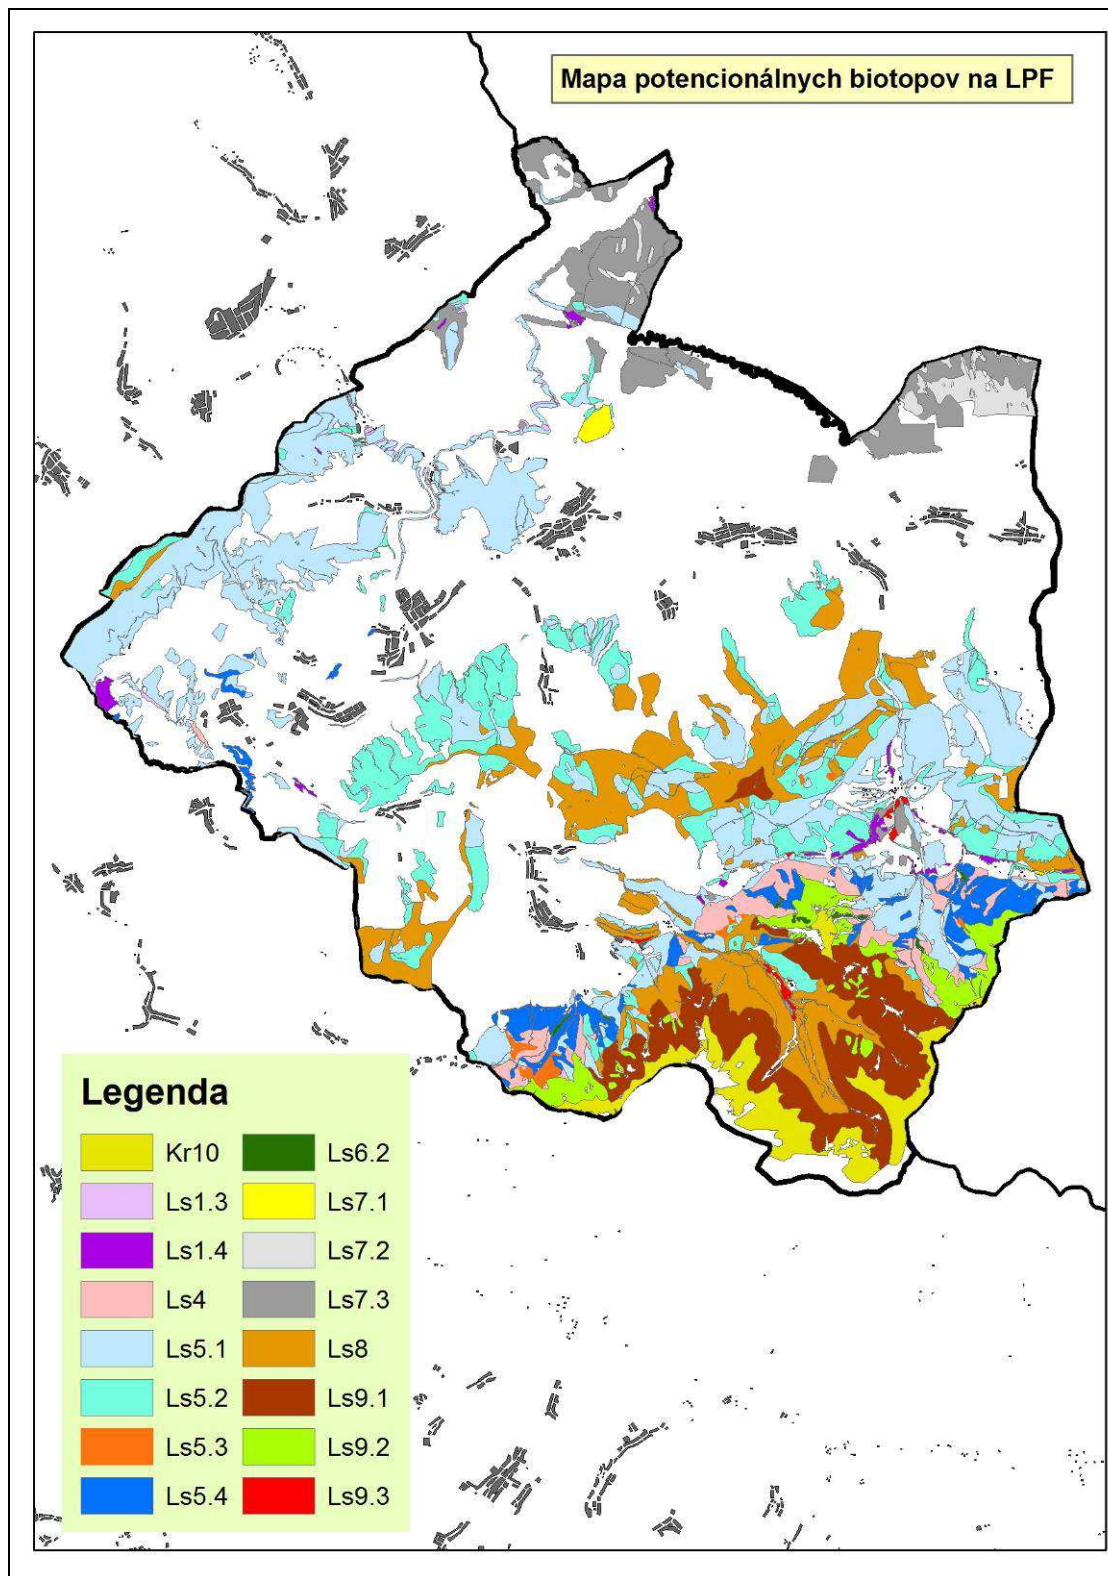 Mapa potencionálnych biotopov na LPF
Legenda
Kr10
Ls1.3
Ls1.4
Ls4
Ls5.1
Ls5.2
Ls5.3
Ls5.4
Ls6.2
Ls7.1
Ls7.2
Ls7.3
Ls8
Ls9.1
Ls9.2
Ls9.3